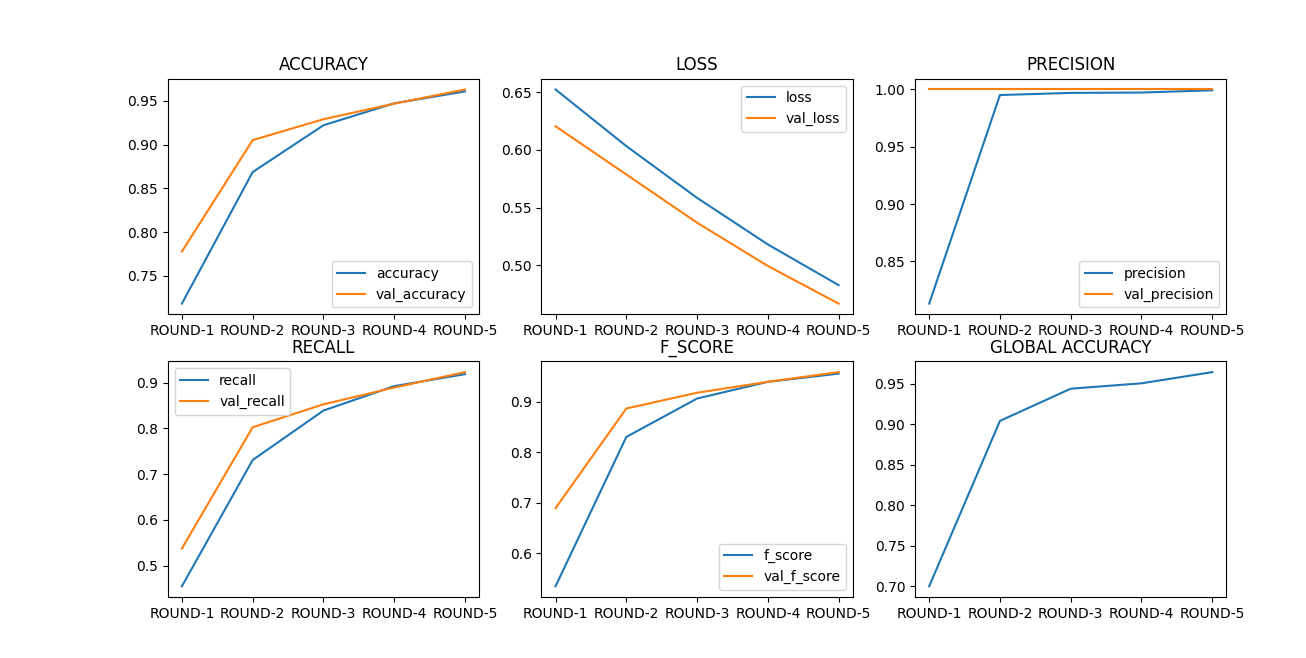 ACCURACY
0.95
0.90
0.85
0.80
0.75
accuracy
val_accuracy
ROUND-1 ROUND-2 ROUND-3 ROUND-4 ROUND-5
LOSS
0.65
0.60
0.55
0.50
loss
val_loss
ROUND-1 ROUND-2 ROUND-3 ROUND-4 ROUND-5
PRECISION
1.00
0.95
0.90
0.85
precision
val_precision
ROUND-1 ROUND-2 ROUND-3 ROUND-4 ROUND-5
RECALL
0.9
0.8
0.7
0.6
0.5
recall
val_recall
ROUND-1 ROUND-2 ROUND-3 ROUND-4 ROUND-5
F_SCORE
0.9
0.8
0.7
0.6
f_score
val_f_score
ROUND-1 ROUND-2 ROUND-3 ROUND-4 ROUND-5
GLOBAL ACCURACY
0.95
0.90
0.85
0.80
0.75
0.70
ROUND-1 ROUND-2 ROUND-3 ROUND-4 ROUND-5